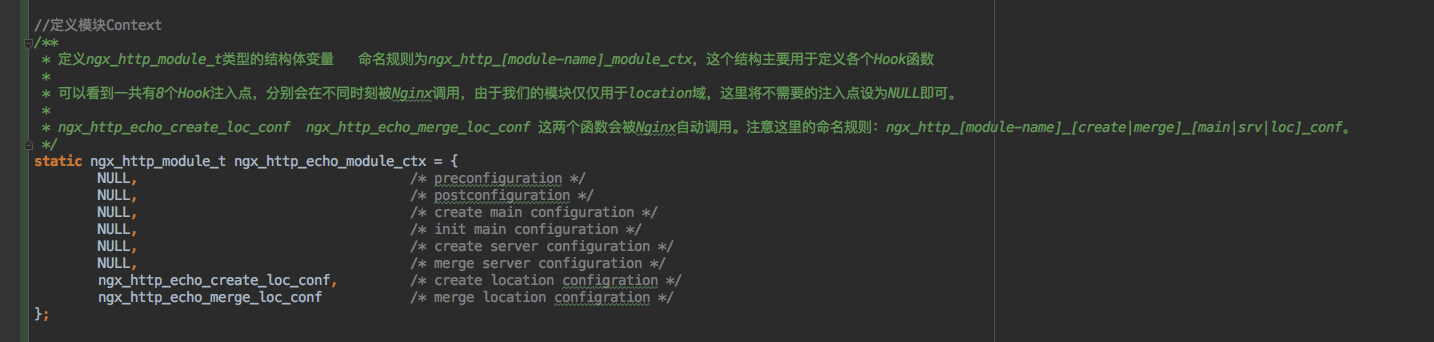 //定义模块Context
/**
 * 定义ngx_http_module_t类型的结构体变量   命名规则为ngx_http_[module-name]_module_ctx，这个结构主要用于定义各个Hook函数
 *
 * 可以看到一共有8个Hook注入点，分别会在不同时刻被Nginx调用，由于我们的模块仅仅用于location域，这里将不需要的注入点设为NULL即可。
 *
 * ngx_http_echo_create_loc_conf  ngx_http_echo_merge_loc_conf 这两个函数会被Nginx自动调用。注意这里的命名规则：ngx_http_[module-name]_[create|merge]_[main|srv|loc]_conf。
 */
static ngx_http_module_t ngx_http_echo_module_ctx = {
        NULL,                                  /* preconfiguration */
        NULL,                                  /* postconfiguration */
        NULL,                                  /* create main configuration */
        NULL,                                  /* init main configuration */
        NULL,                                  /* create server configuration */
        NULL,                                  /* merge server configuration */
        ngx_http_echo_create_loc_conf,         /* create location configration */
        ngx_http_echo_merge_loc_conf           /* merge location configration */
};